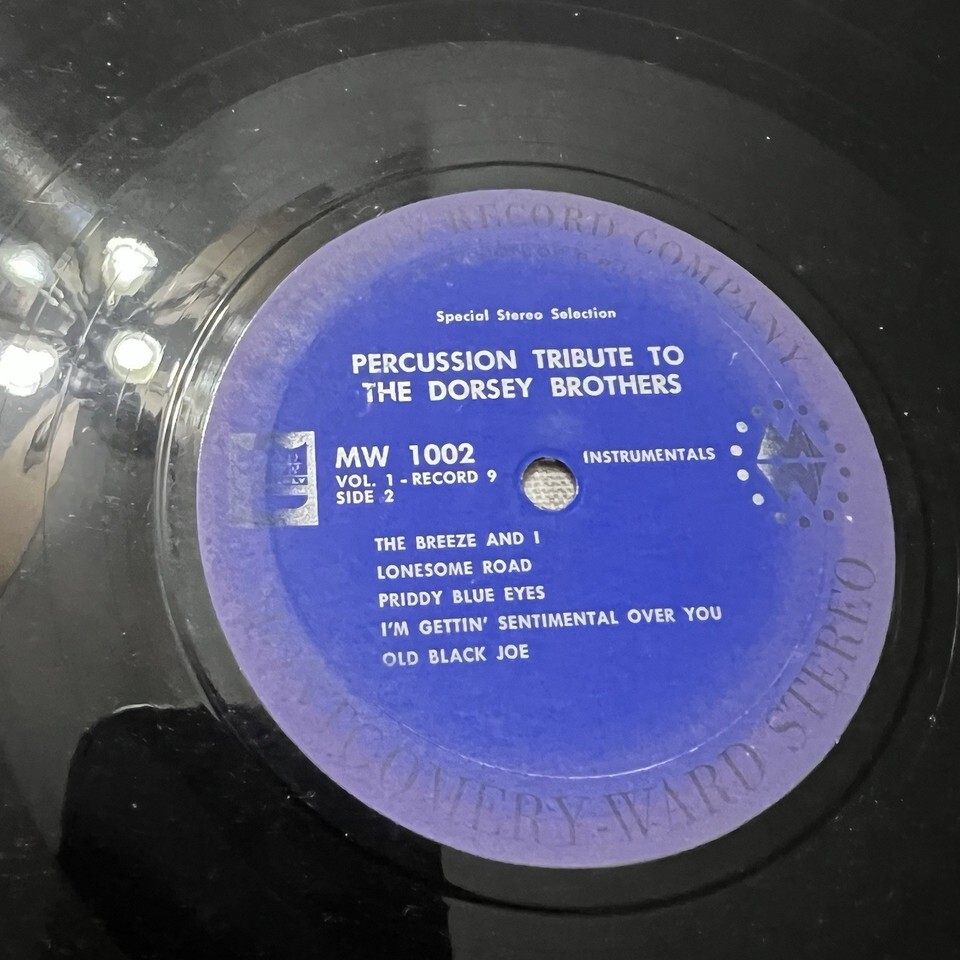 RECORD COMPANY
Special Stereo Selection
PERCUSSION TRIBUTE TO
THE DORSEY BROTHERS
MW 1002
VOL. 1 - RECORD 9
SIDE 2
INSTRUMENTALS
THE BREEZE AND I
LONESOME ROAD
PRIDDY BLUE EYES
I'M GETTIN' SENTIMENTAL OVER YOU
OLD BLACK JOE
GOMERY-WARD STEREO